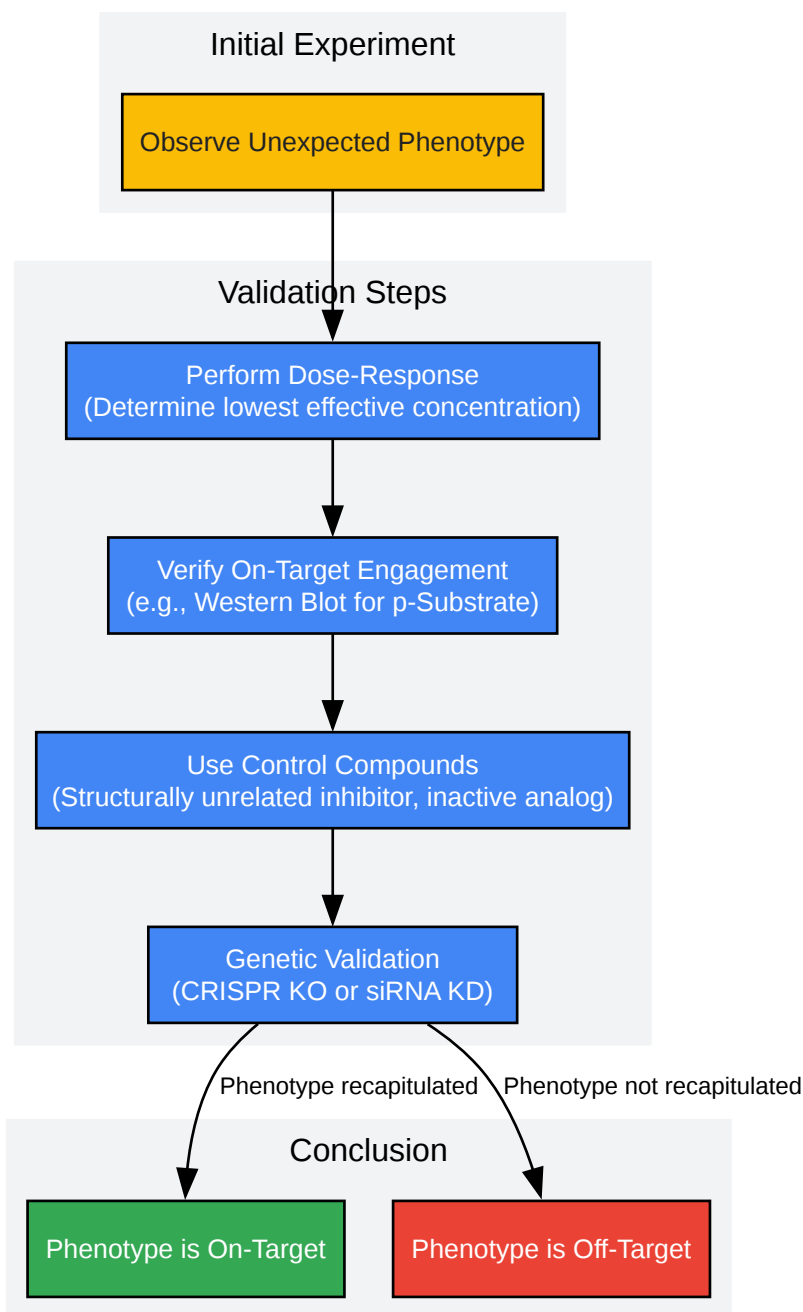 Initial Experiment
Observe Unexpected Phenotype
Validation Steps
Perform Dose-Response
(Determine lowest effective concentration)
Verify On-Target Engagement
(e.g., Western Blot for p-Substrate)
Use Control Compounds
(Structurally unrelated inhibitor, inactive analog)
Genetic Validation
(CRISPR KO or siRNA KD)
Phenotype recapitulated
Phenotype not recapitulated
Conclusion
Phenotype is On-Target
Phenotype is Off-Target